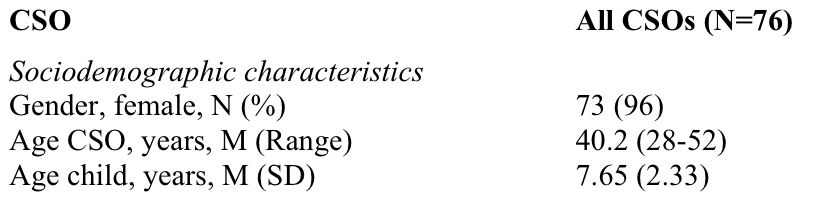 CSO All CSOs (N=76)
Sociodemographic characteristics
Gender, female, N (%) 73 (96)
Age CSO, years, M (Range) 40.2 (28-52)
Age child, years, M (SD) 7.65 (2.33)